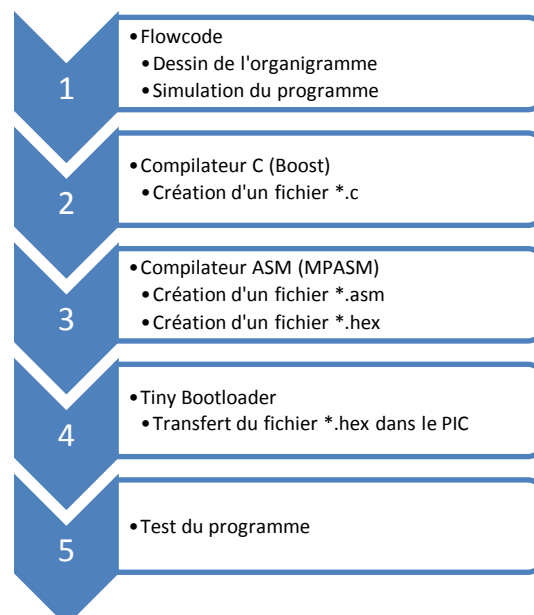 1
•Flowcode
•Dessin de l'organigramme
•Simulation du programme
2
•Compilateur C (Boost)
•Création d'un fichier *.c
3
•Compilateur ASM (MPASM)
•Création d'un fichier *.asm
•Création d'un fichier *.hex
4
•Tiny Bootloader
•Transfert du fichier *.hex dans le PIC
5
•Test du programme